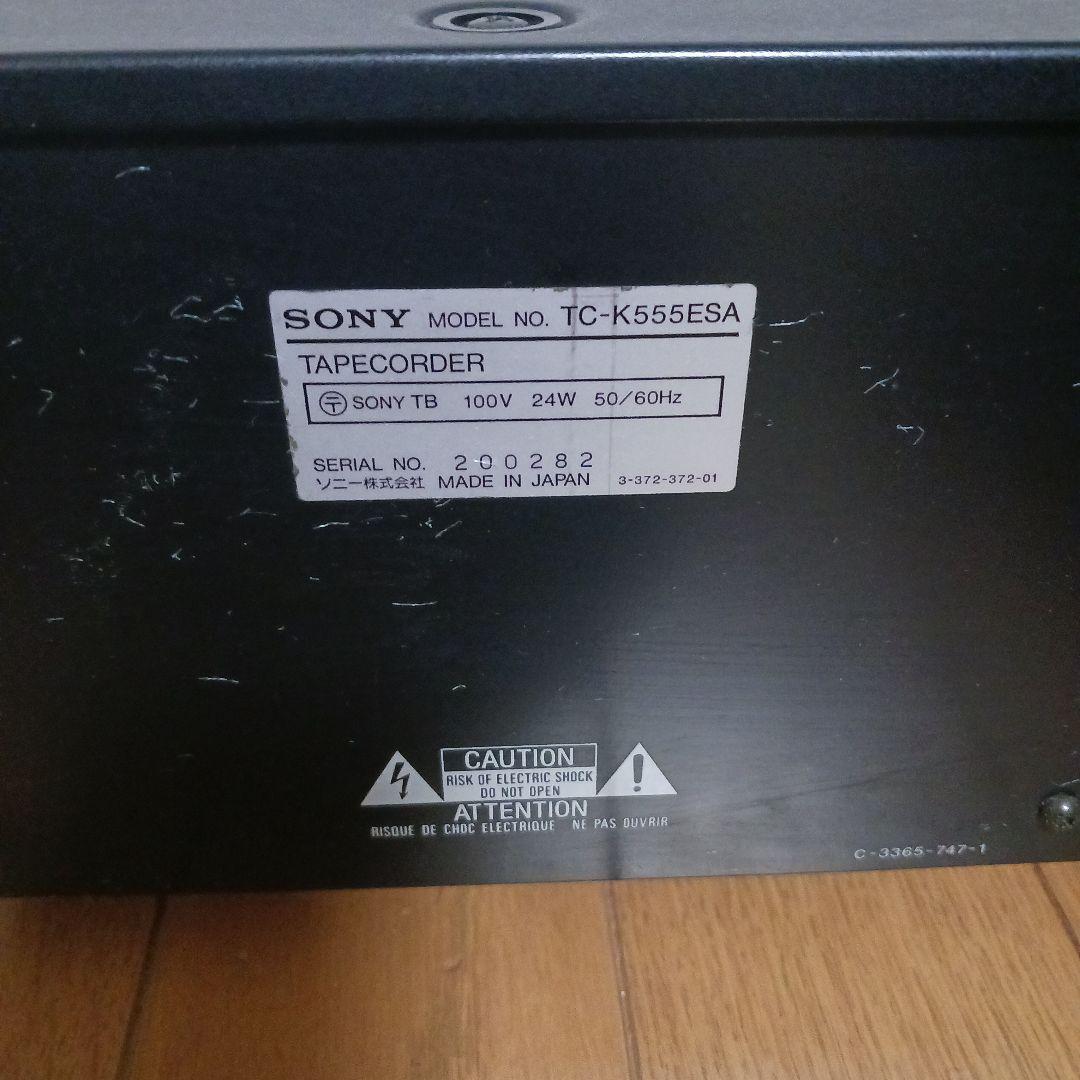 SONY MODEL NO. TC-K555ESA
TAPECORDER
〒 SONY TB 100V 24W 50/60Hz
SERIAL NO. 200282
ソニー株式会社 MADE IN JAPAN 3-372-372-01
CAUTION
RISK OF ELECTRIC SHOCK
DO NOT OPEN
ATTENTION
RISQUE DE CHOC ELECTRIQUE NE PAS OUVRIR
C-3365-747-1